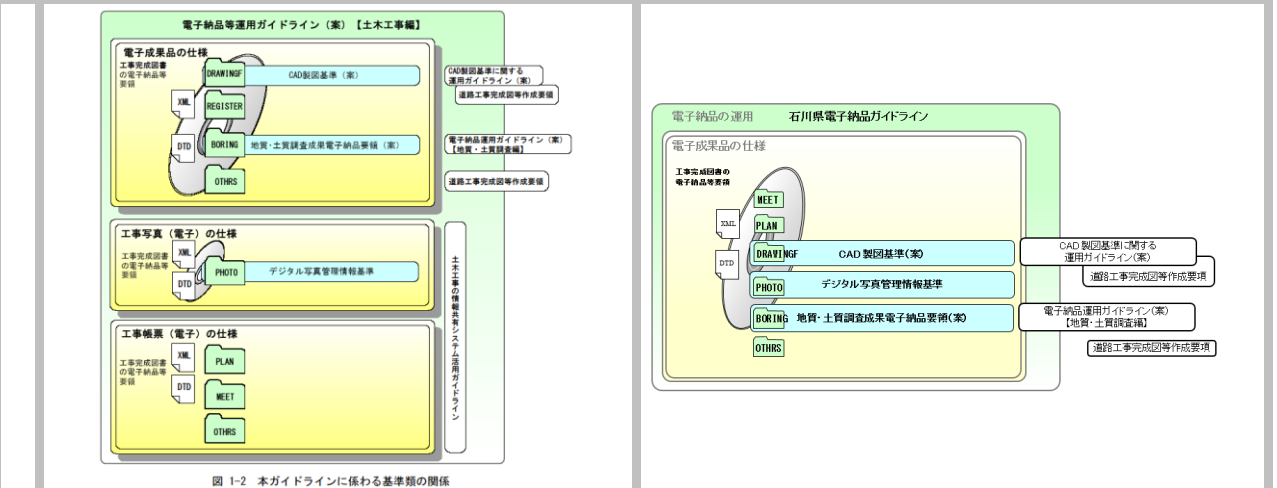 電子納品等運用ガイドライン（案）【土木工事編】
電子成果品の仕様
工事完成図書
の電子納品等
要領
DRAWINGF
CAD製図基準（案）
CAD製図基準に関する
運用ガイドライン（案）
道路工事完成図等作成要領
XML
REGISTER
DTD
BORING
地質・土質調査成果電子納品要領（案）
電子納品運用ガイドライン（案）
【地質・土質調査編】
OTHRS
道路工事完成図等作成要領
工事写真（電子）の仕様
工事完成図書
の電子納品等
要領
XML
DTD
PHOTO
デジタル写真管理情報基準
工事帳票（電子）の仕様
工事完成図書
の電子納品等
要領
XML
DTD
PLAN
MEET
OTHRS
土木工事の情報共有システム活用ガイドライン
図 1-2 本ガイドラインに係わる基準類の関係
電子納品の運用 石川県電子納品ガイドライン
電子成果品の仕様
工事完成図書の
電子納品等要領
MEET
XML
PLAN
DTD
DRAWINGF
CAD 製図基準(案)
CAD 製図基準に関する
運用ガイドライン(案)
道路工事完成図等作成要項
PHOTO
デジタル写真管理情報基準
BORING
地質・土質調査成果電子納品要領(案)
電子納品運用ガイドライン(案)
【地質・土質調査編】
OTHRS
道路工事完成図等作成要項